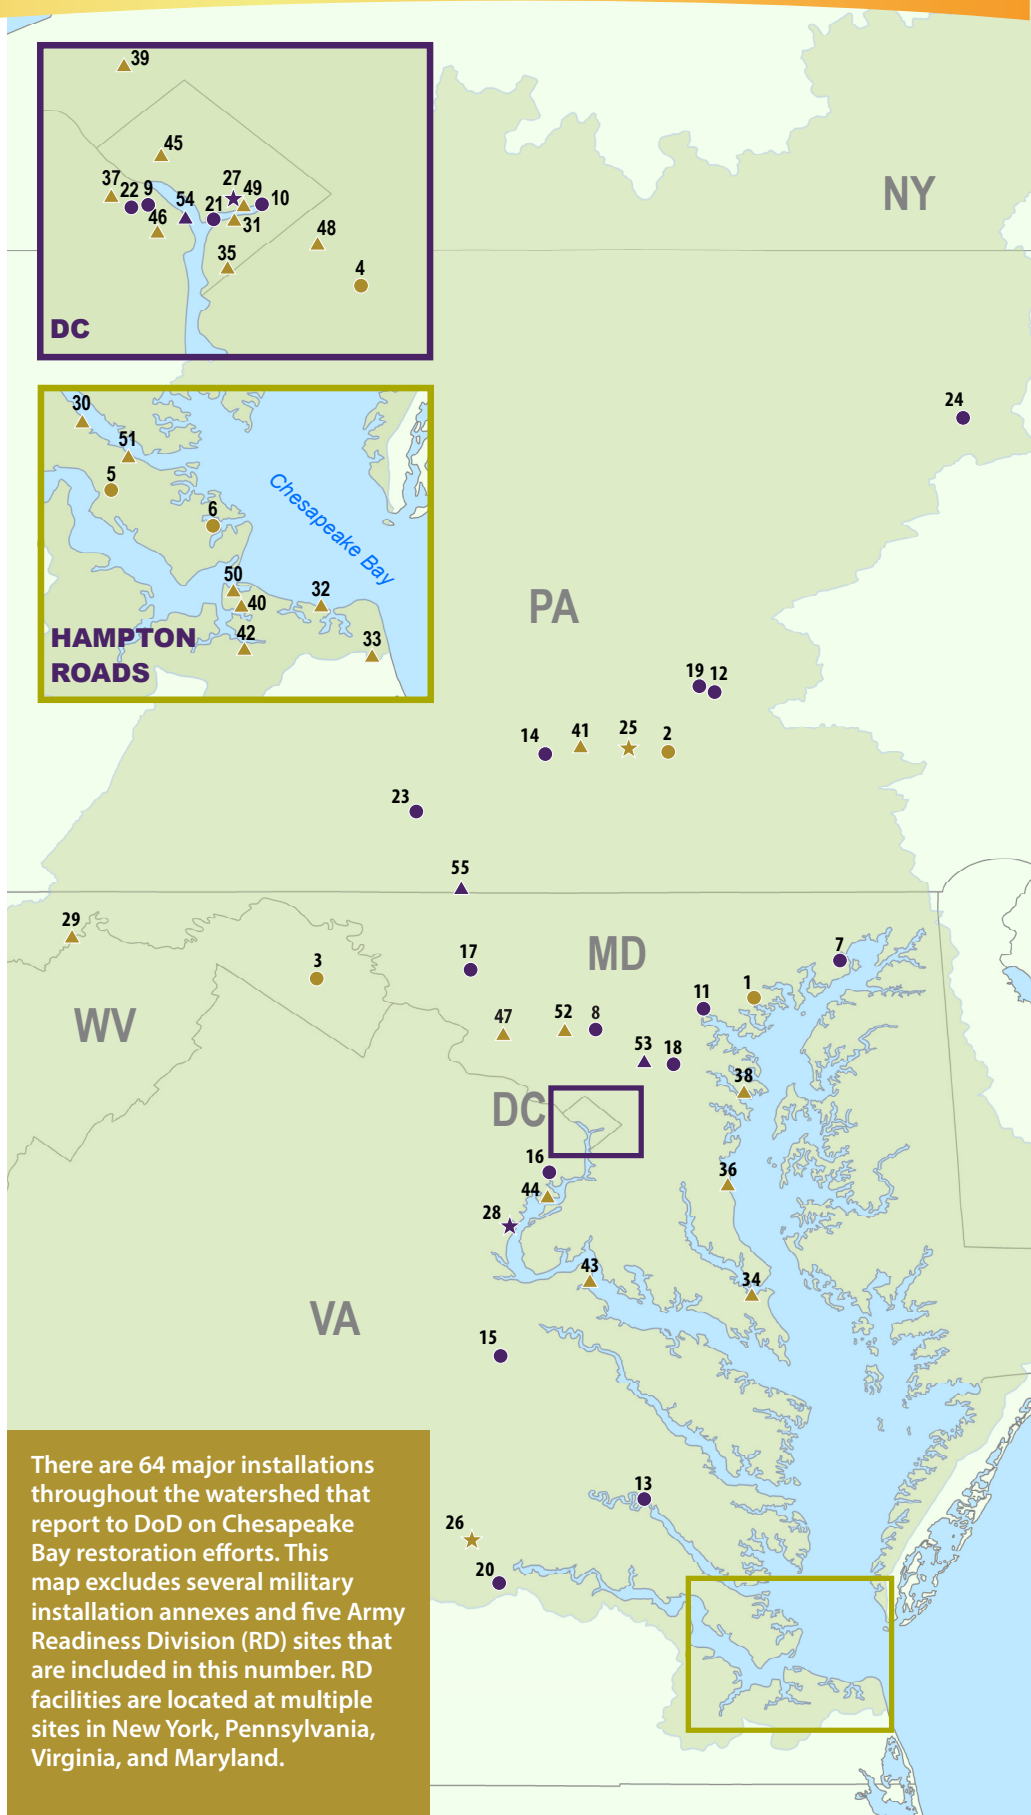 39
45
37
22
9
54
21
27
49
10
46
31
48
35
4
DC
NY
30
51
5
6
Chesapeake Bay
50
40
32
42
33
HAMPTON
ROADS
24
PA
19
12
14
41
25
2
23
55
29
3
17
MD
7
1
11
WV
47
52
8
53
18
38
DC
16
44
36
28
43
34
VA
15
13
26
20
There are 64 major installations
throughout the watershed that
report to DoD on Chesapeake
Bay restoration efforts. This
map excludes several military
installation annexes and five Army
Readiness Division (RD) sites that
are included in this number. RD
facilities are located at multiple
sites in New York, Pennsylvania,
Virginia, and Maryland.